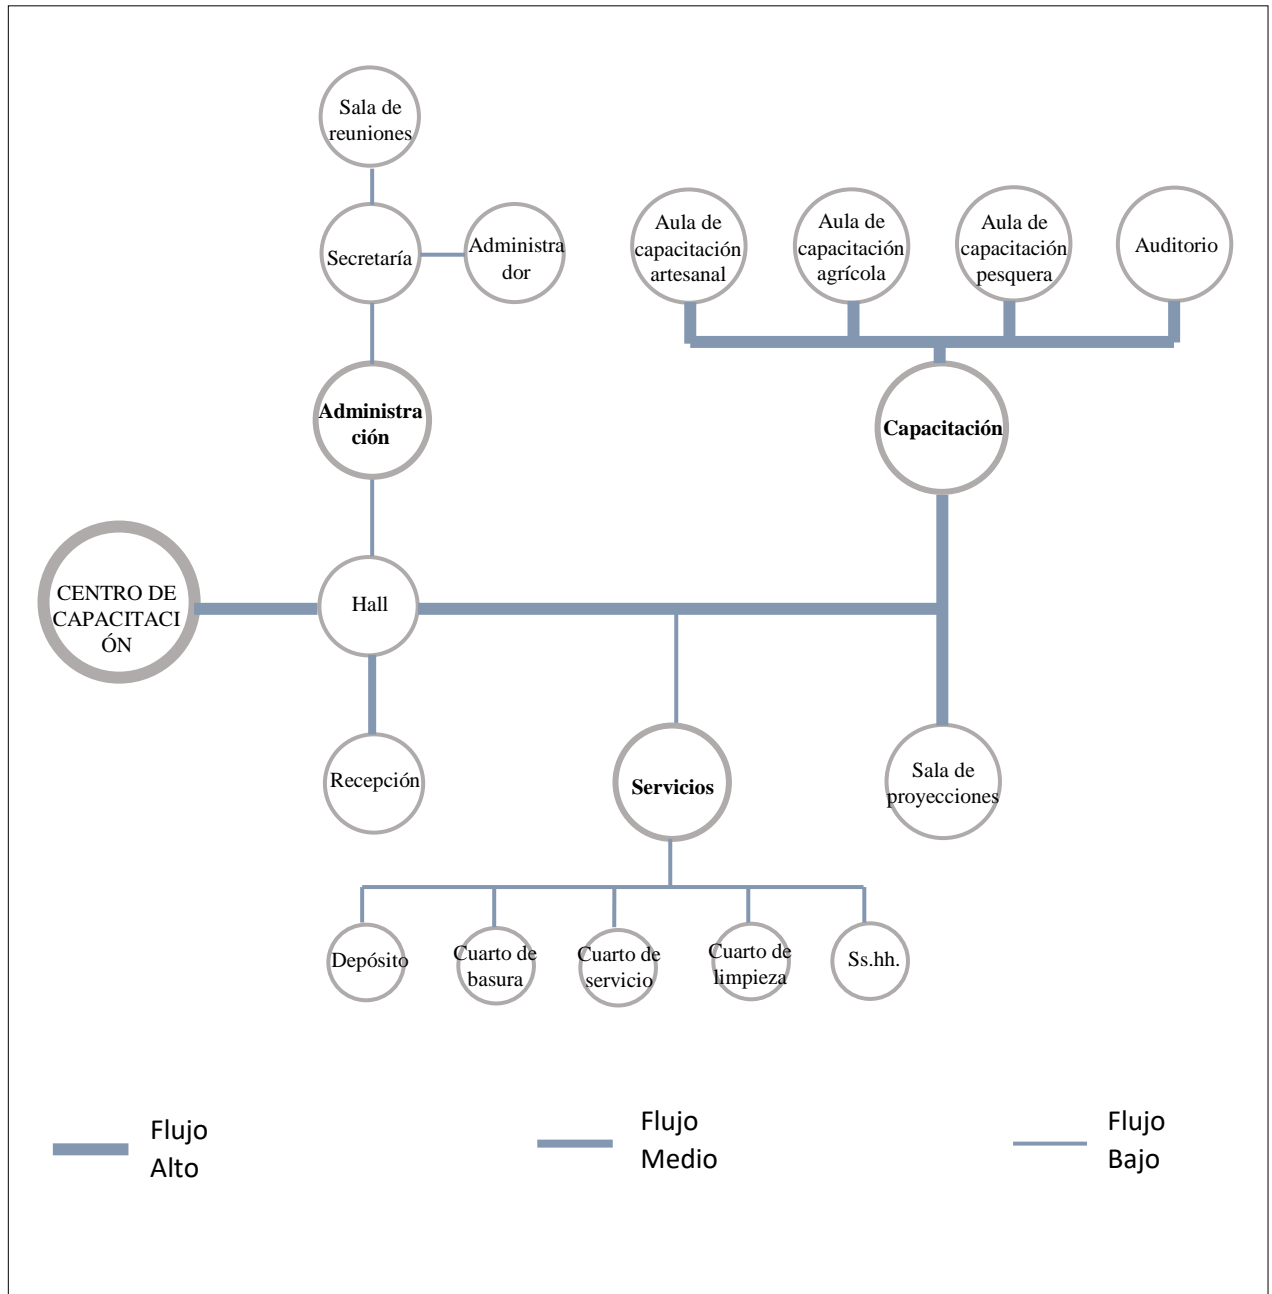 Sala de
reuniones
Secretaría
Administra
dor
Aula de
capacitación
artesanal
Aula de
capacitación
agrícola
Aula de
capacitación
pesquera
Auditorio
Administra
ción
Capacitación
CENTRO DE
CAPACITACI
ÓN
Hall
Recepción
Servicios
Sala de
proyecciones
Depósito
Cuarto de
basura
Cuarto de
servicio
Cuarto de
limpieza
Ss.hh.
Flujo
Alto
Flujo
Medio
Flujo
Bajo